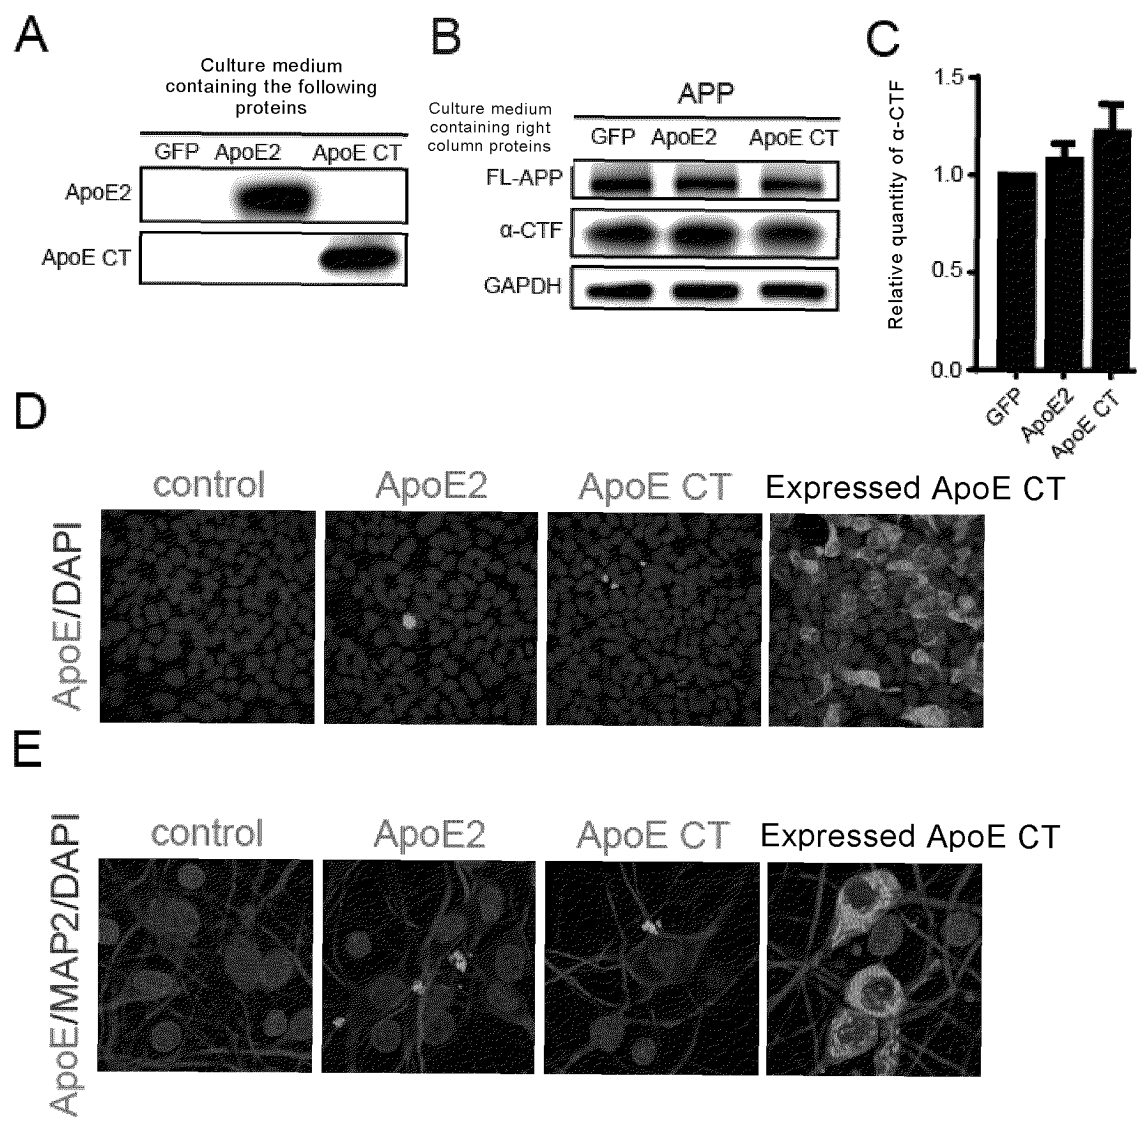 A
Culture medium
containing the following
proteins
GFP ApoE2 ApoE CT
ApoE2
ApoE CT
B
APP
Culture medium
containing right
column proteins
GFP ApoE2 ApoE CT
FL-APP
α-CTF
GAPDH
C
Relative quantity of α-CTF
1.5
1.0
0.5
0.0
GFP
ApoE2
ApoE CT
D
control ApoE2 ApoE CT Expressed ApoE CT
ApoE/DAPI
E
control ApoE2 ApoE CT Expressed ApoE CT
ApoE/MAP2/DAPI